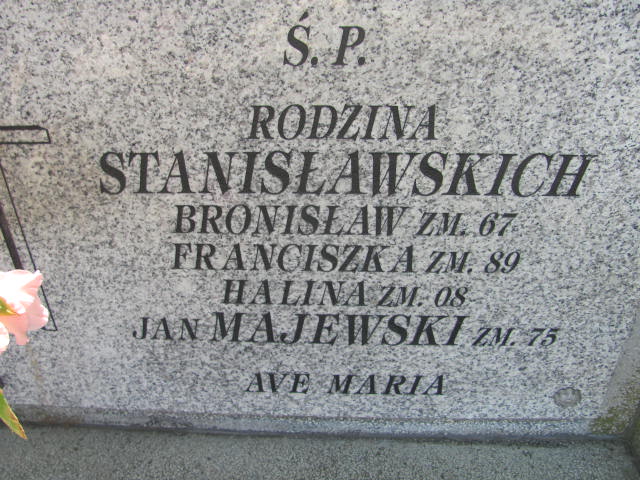 Ś. P.
RODZINA
STANISŁAWSKICH
BRONISŁAW ZM. 67
FRANCISZKA ZM. 89
HALINA ZM. 08
JAN MAJEWSKI ZM. 75
AVE MARIA